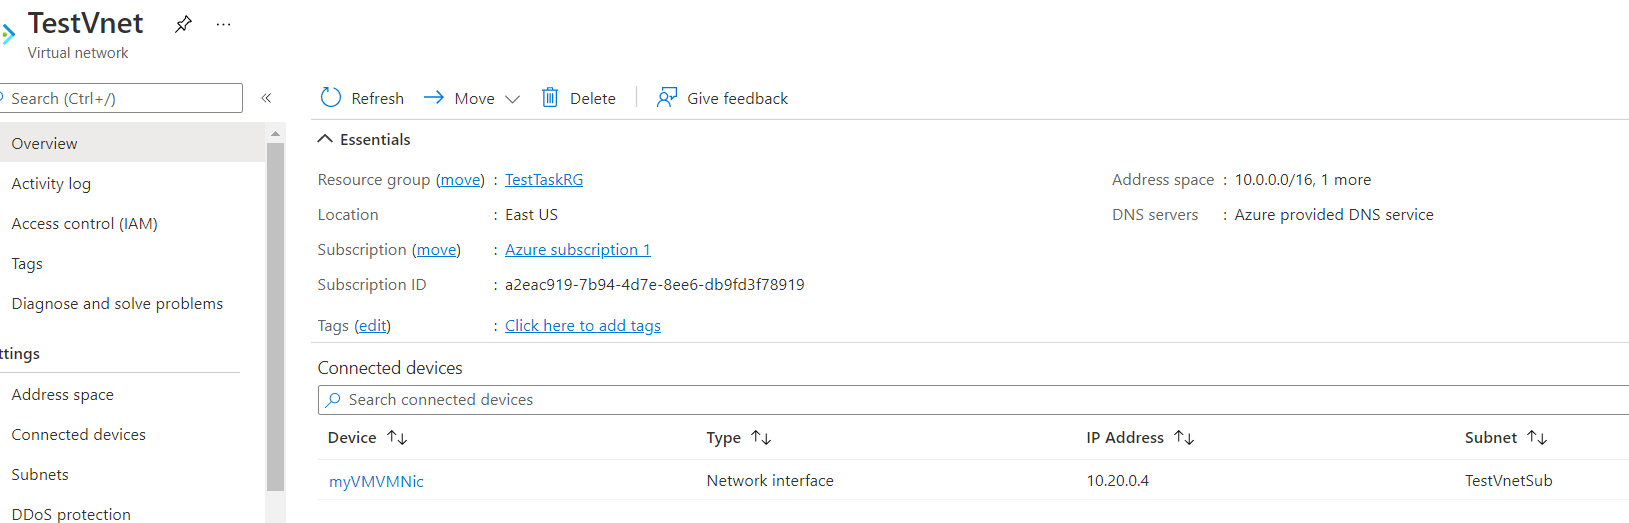 TestVnet
Virtual network
Search (Ctrl+/)
Overview
Activity log
Access control (IAM)
Tags
Diagnose and solve problems
ttings
Address space
Connected devices
Subnets
DDoS protection
Refresh Move Delete Give feedback
Essentials
Resource group (move) : TestTaskRG
Location : East US
Subscription (move) : Azure subscription 1
Subscription ID : a2eac919-7b94-4d7e-8ee6-db9fd3f78919
Tags (edit) : Click here to add tags
Address space : 10.0.0.0/16, 1 more
DNS servers : Azure provided DNS service
Connected devices
Search connected devices
Device Type IP Address Subnet
myVMVMNic Network interface 10.20.0.4 TestVnetSub